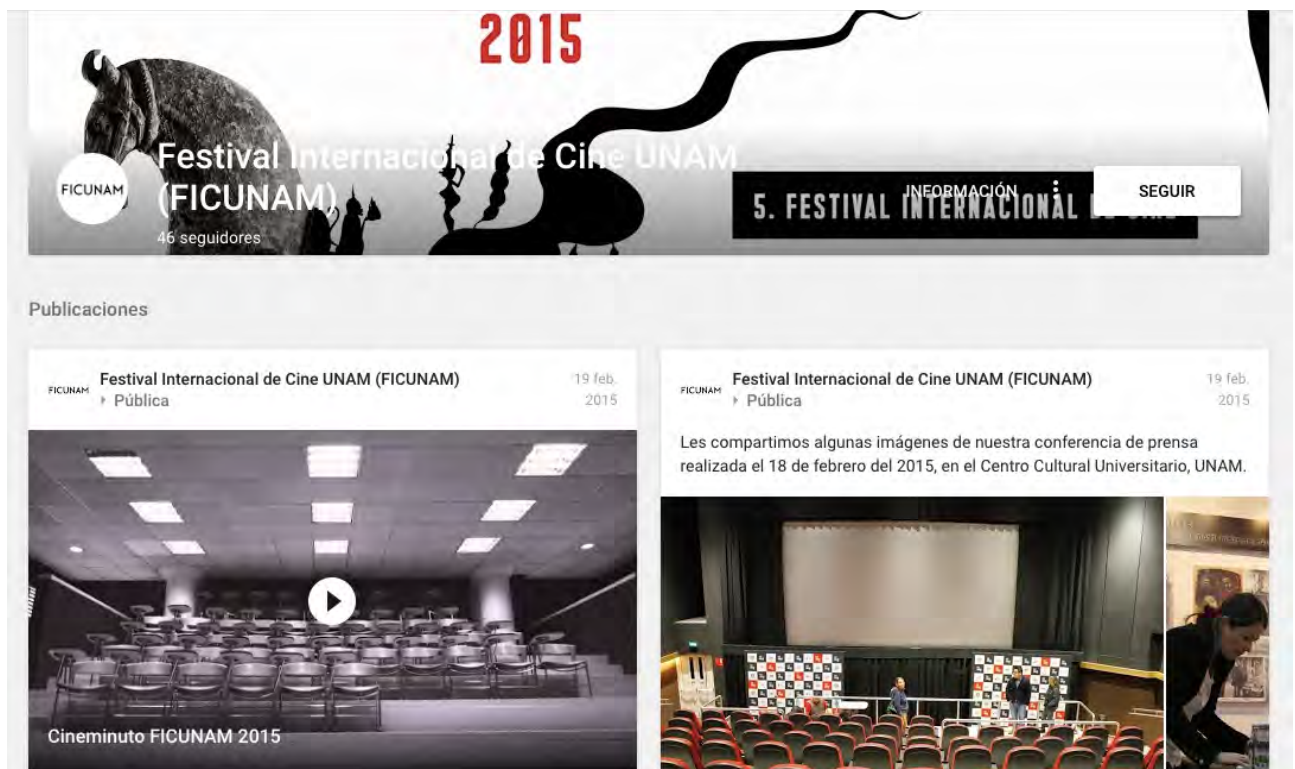 2015
Festival Internacional de Cine UNAM
(FICUNAM)
FICUNAM
46 seguidores
INFORMACIÓN
SEGUIR
5. FESTIVAL INTERNACIONAL DE CINE
Publicaciones
FICUNAM
Festival Internacional de Cine UNAM (FICUNAM)
Pública
19 feb.
2015
Cineminuto FICUNAM 2015
FICUNAM
Festival Internacional de Cine UNAM (FICUNAM)
Pública
19 feb.
2015
Les compartimos algunas imágenes de nuestra conferencia de prensa
realizada el 18 de febrero del 2015, en el Centro Cultural Universitario, UNAM.